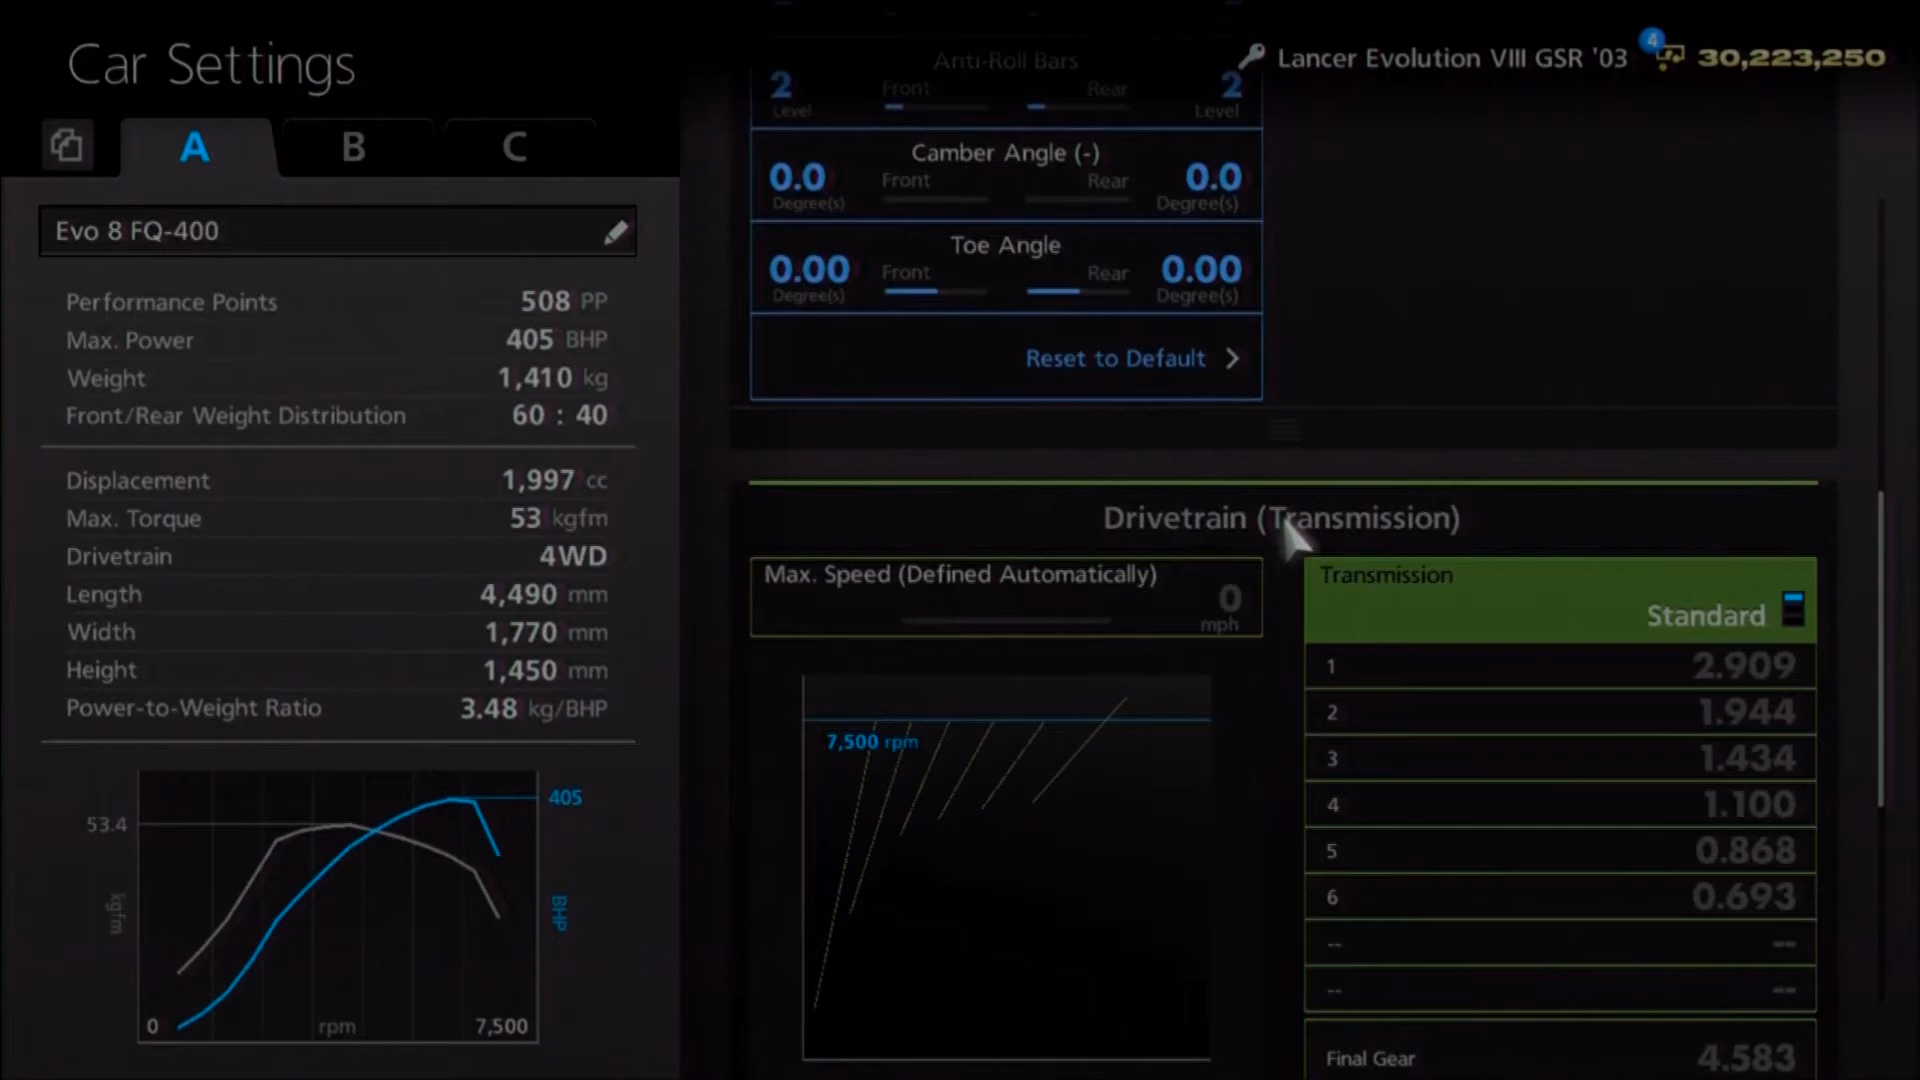 Car Settings
Lancer Evolution VIII GSR '03
4
30,223,250
A
B
C
Evo 8 FQ-400
Performance Points 508 PP
Max. Power 405 BHP
Weight 1,410 kg
Front/Rear Weight Distribution 60 : 40
Displacement 1,997 cc
Max. Torque 53 kgfm
Drivetrain 4WD
Length 4,490 mm
Width 1,770 mm
Height 1,450 mm
Power-to-Weight Ratio 3.48 kg/BHP
405
53.4
kgfm
BHP
0 rpm 7,500
Anti-Roll Bars
2 Front Rear 2
Level Level
Camber Angle (-)
0.0 Front Rear 0.0
Degree(s) Degree(s)
Toe Angle
0.00 Front Rear 0.00
Degree(s) Degree(s)
Reset to Default
Drivetrain (Transmission)
Max. Speed (Defined Automatically)
0
mph
7,500 rpm
Transmission
Standard
1 2.909
2 1.944
3 1.434
4 1.100
5 0.868
6 0.693
-- --
-- --
Final Gear 4.583